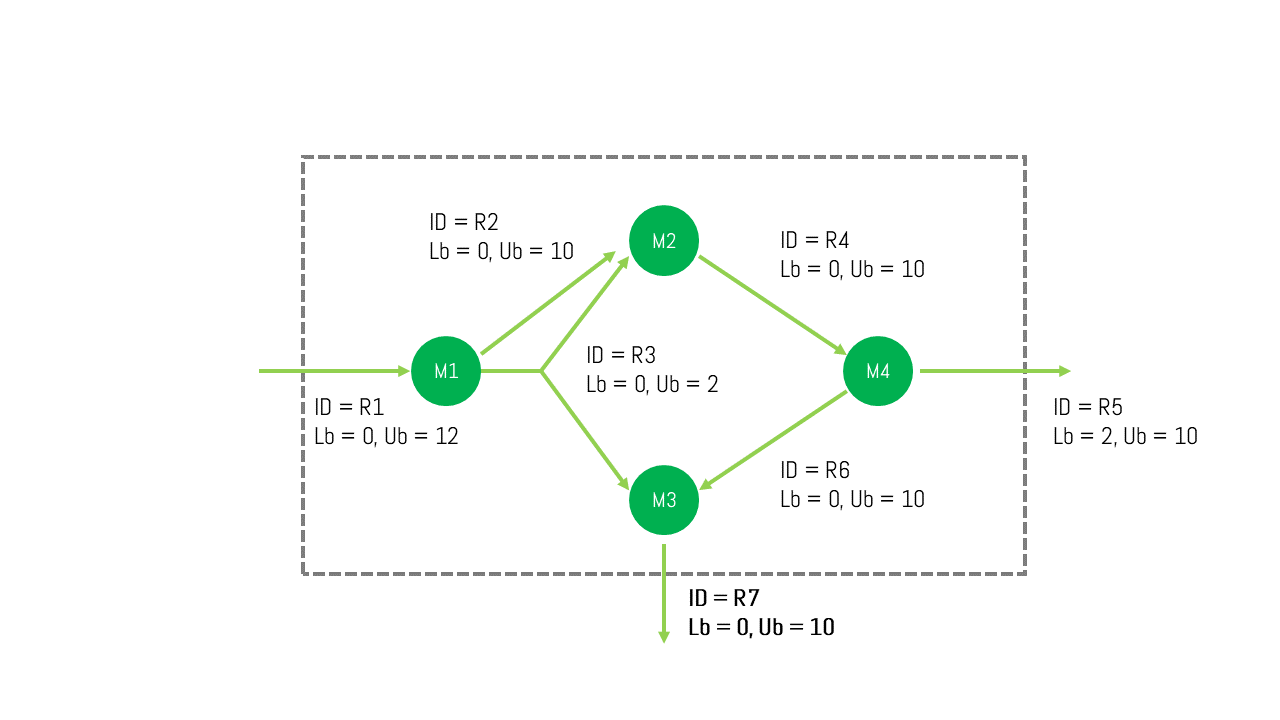 ID = R2
Lb = 0, Ub = 10
M2
ID = R4
Lb = 0, Ub = 10
ID = R3
Lb = 0, Ub = 2
M1
M4
ID = R1
Lb = 0, Ub = 12
ID = R5
Lb = 2, Ub = 10
ID = R6
Lb = 0, Ub = 10
M3
ID = R7
Lb = 0, Ub = 10